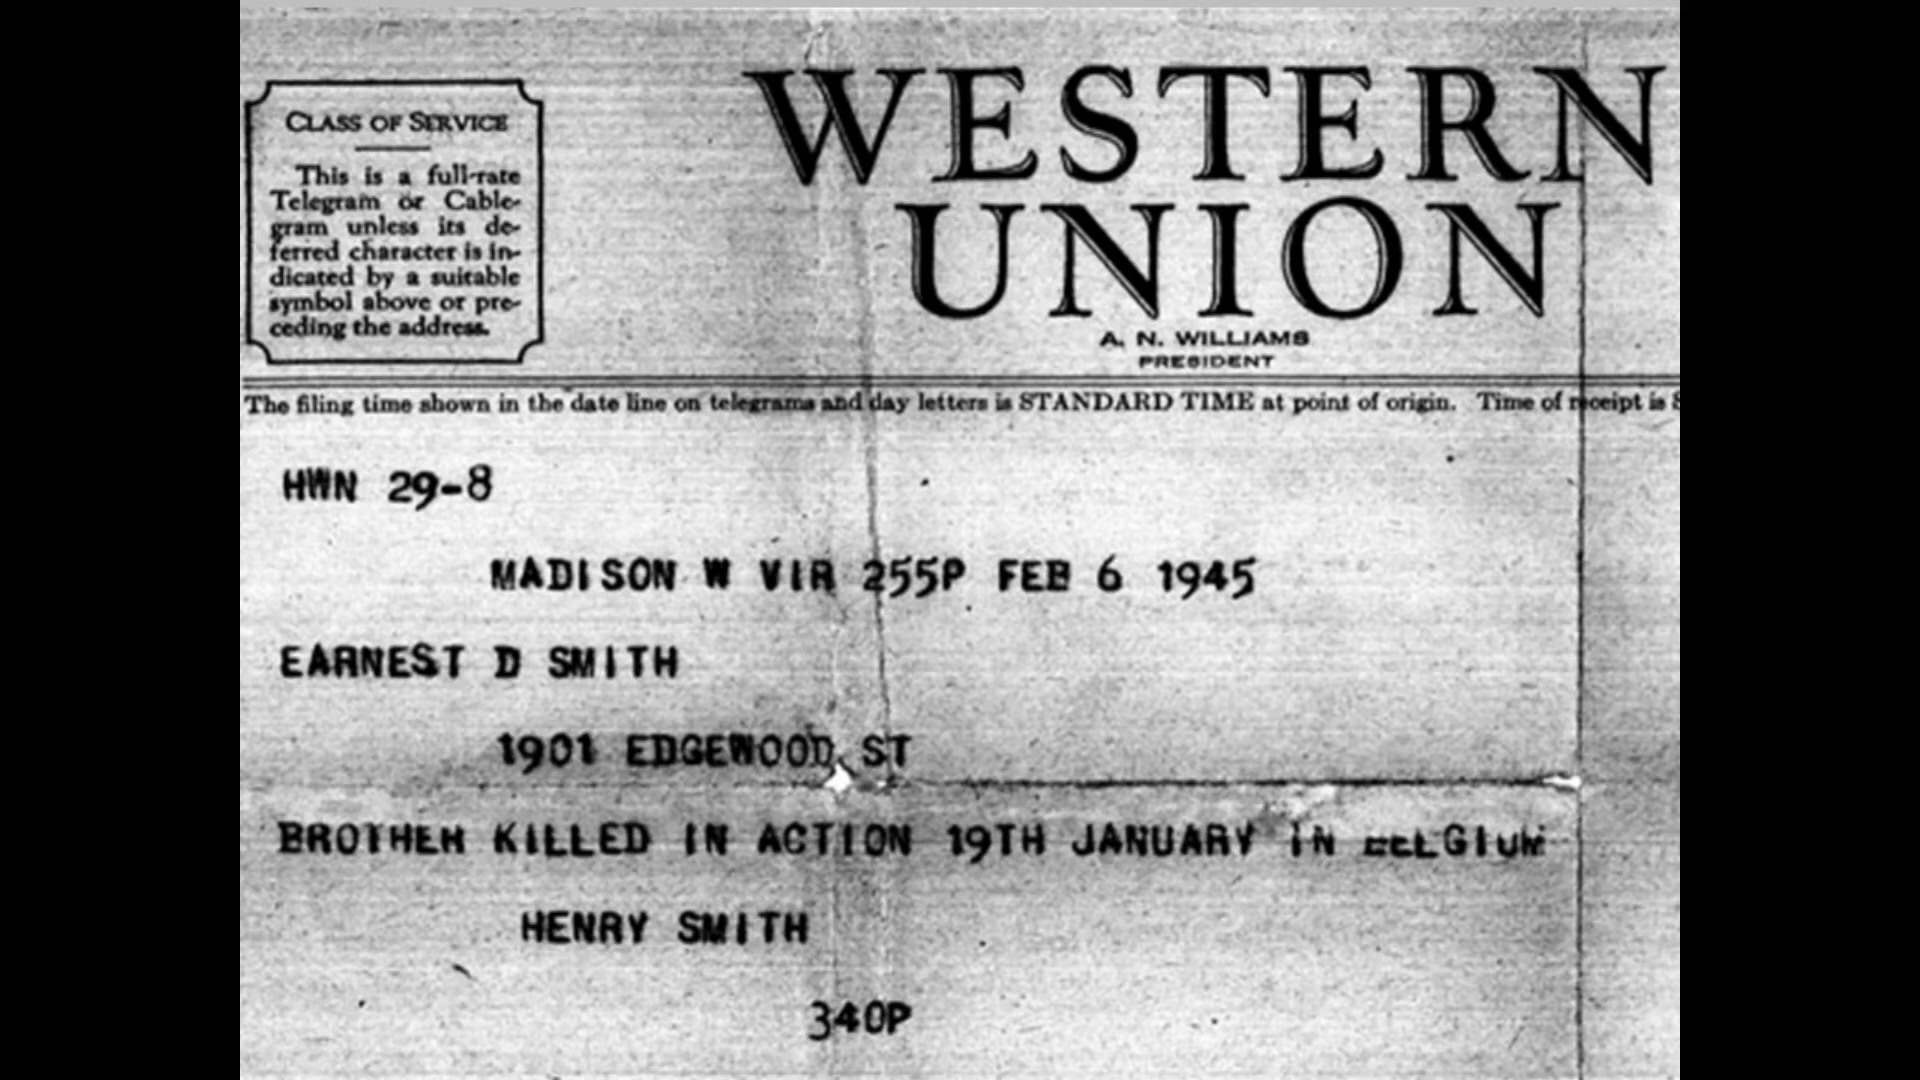 CLASS OF SERVICE
This is a full-rate
Telegram or Cable-
gram unless its de-
ferred character is in-
dicated by a suitable
symbol above or pre-
ceding the address.
WESTERN
UNION
A. N. WILLIAMS
PRESIDENT
The filing time shown in the date line on telegrams and day letters is STANDARD TIME at point of origin. Time of receipt is S
HWN 29-8
MADISON W VIR 255P FEB 6 1945
EARNEST D SMITH
1901 EDGEWOOD ST
BROTHER KILLED IN ACTION 19TH JANUARY IN BELGIUM
HENRY SMITH
340P